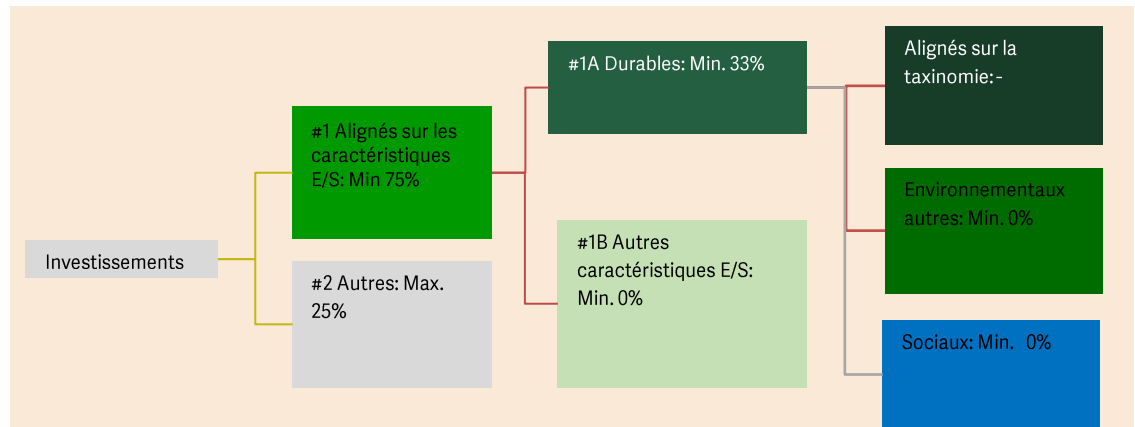 Investissements
#1 Alignés sur les
caractéristiques
E/S: Min 75%
#2 Autres: Max.
25%
#1A Durables: Min. 33%
#1B Autres
caractéristiques E/S:
Min. 0%
Alignés sur la
taxinomie:-
Environnementaux
autres: Min. 0%
Sociaux: Min. 0%